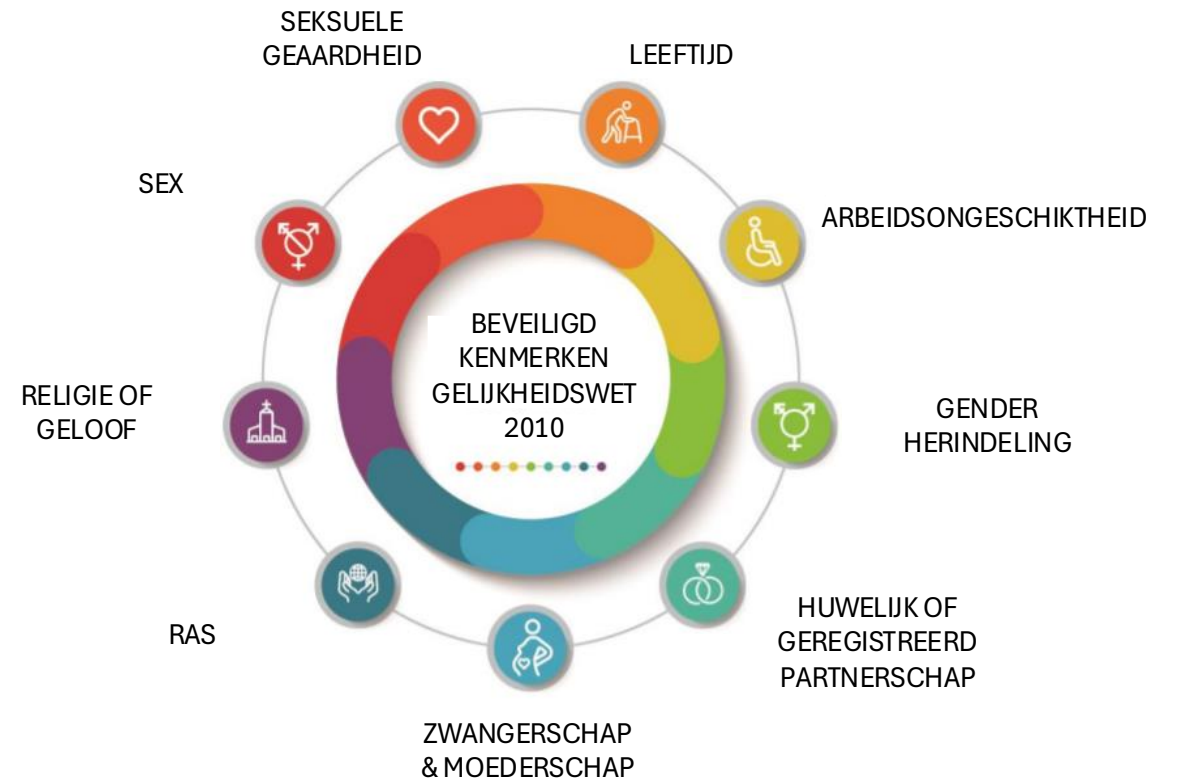 SEKSUELE
GEAARDHEID
LEEFTIJD
SEX
ARBEIDSONGESCHIKTHEID
BEVEILIGD
KENMERKEN
GELIJKHEIDSWET
2010
RELIGIE OF
GELOOF
GENDER
HERINDELING
RAS
HUWELIJK OF
GEREGISTREERD
PARTNERSCHAP
ZWANGERSCHAP
& MOEDERSCHAP